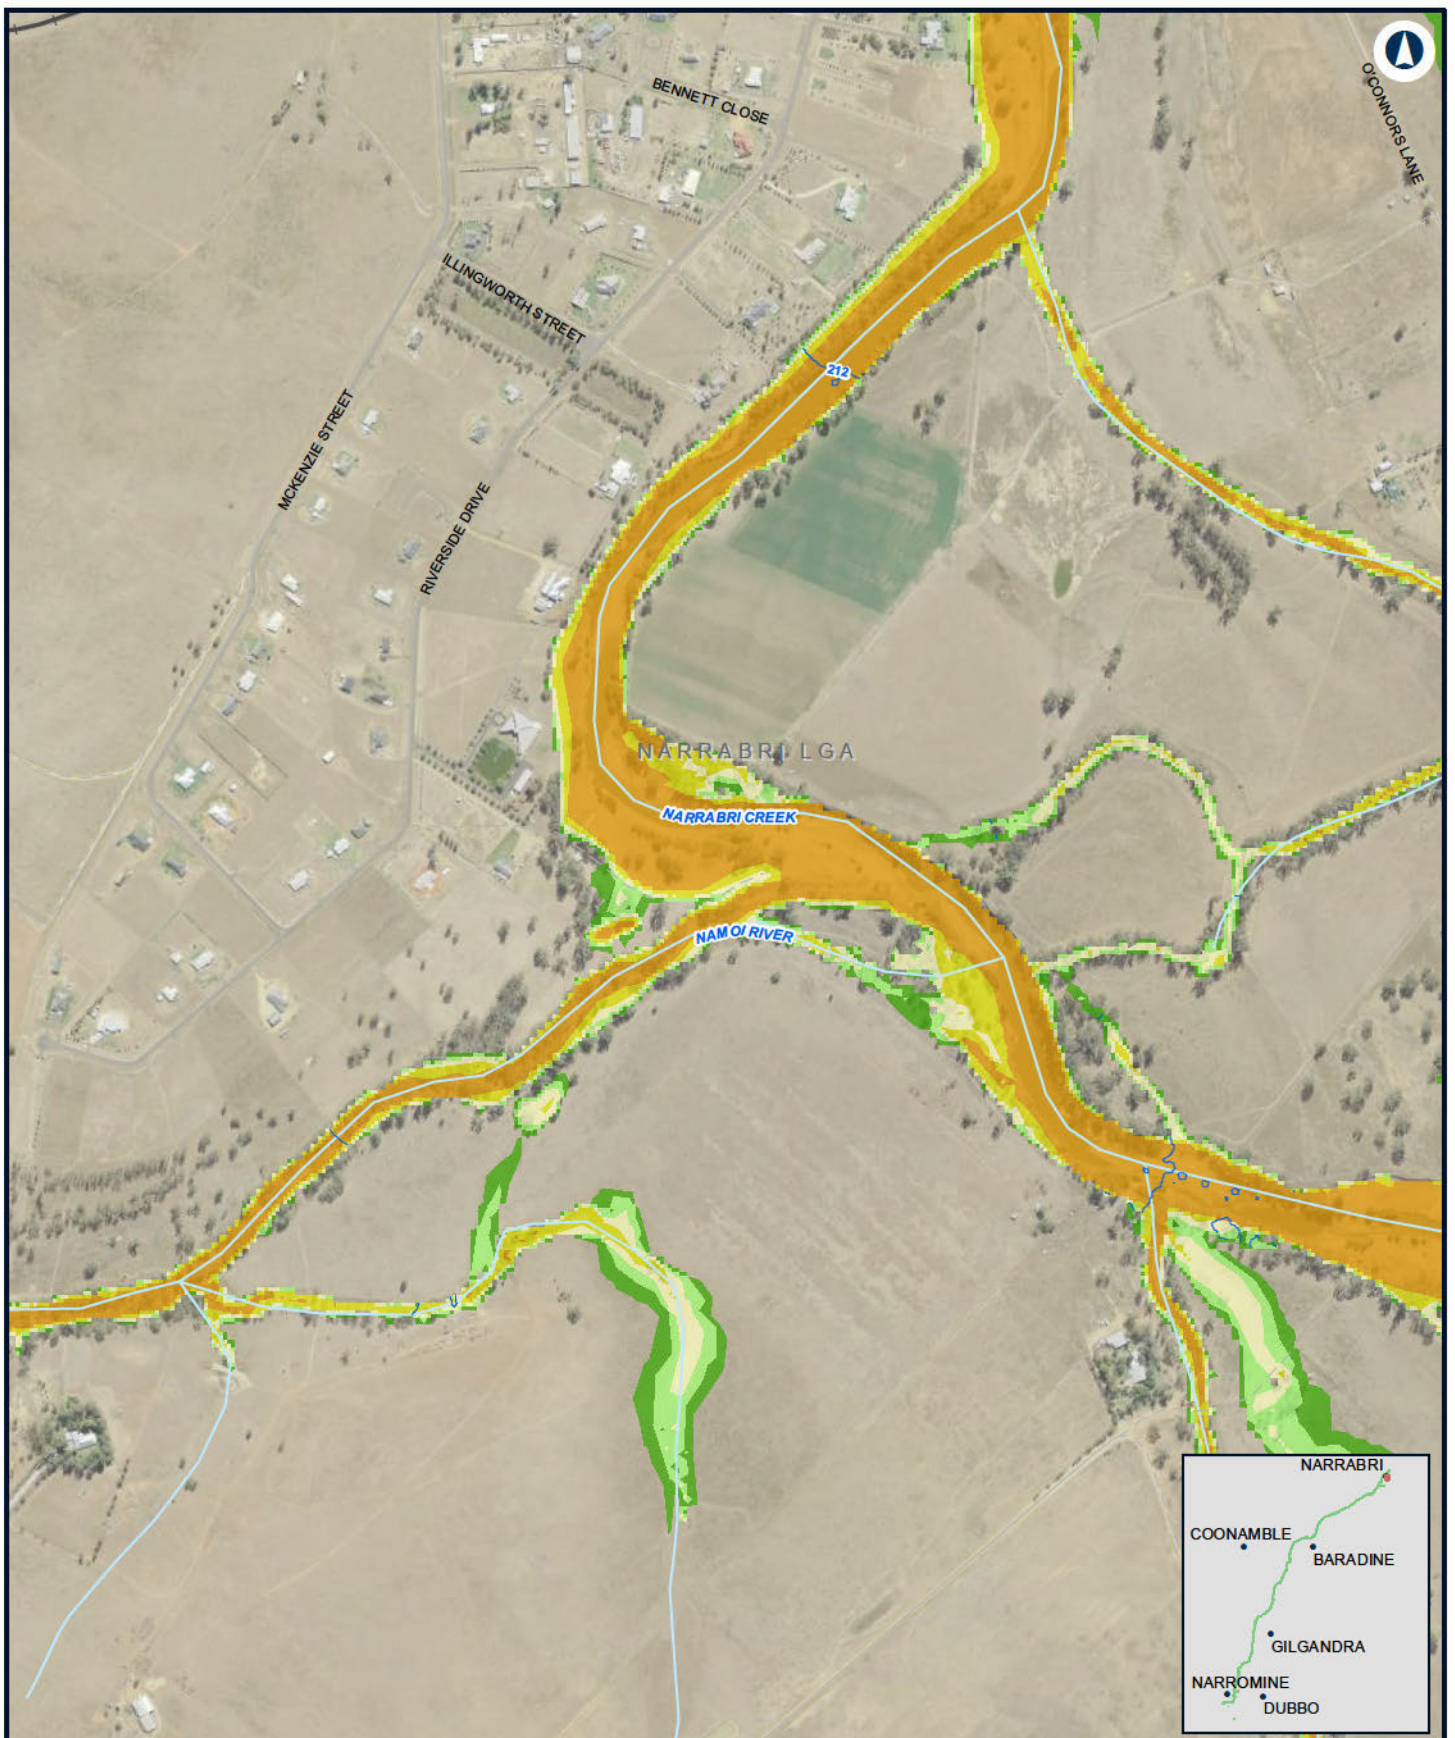 BENNETT CLOSE
O'CONNORS LANE
ILLINGWORTH STREET
212
MCKENZIE STREET
RIVERSIDE DRIVE
NARRABRI LGA
NARRABRI CREEK
NAMOI RIVER
NARRABRI
COONAMBLE
BARADINE
GILGANDRA
NARROMINE
DUBBO